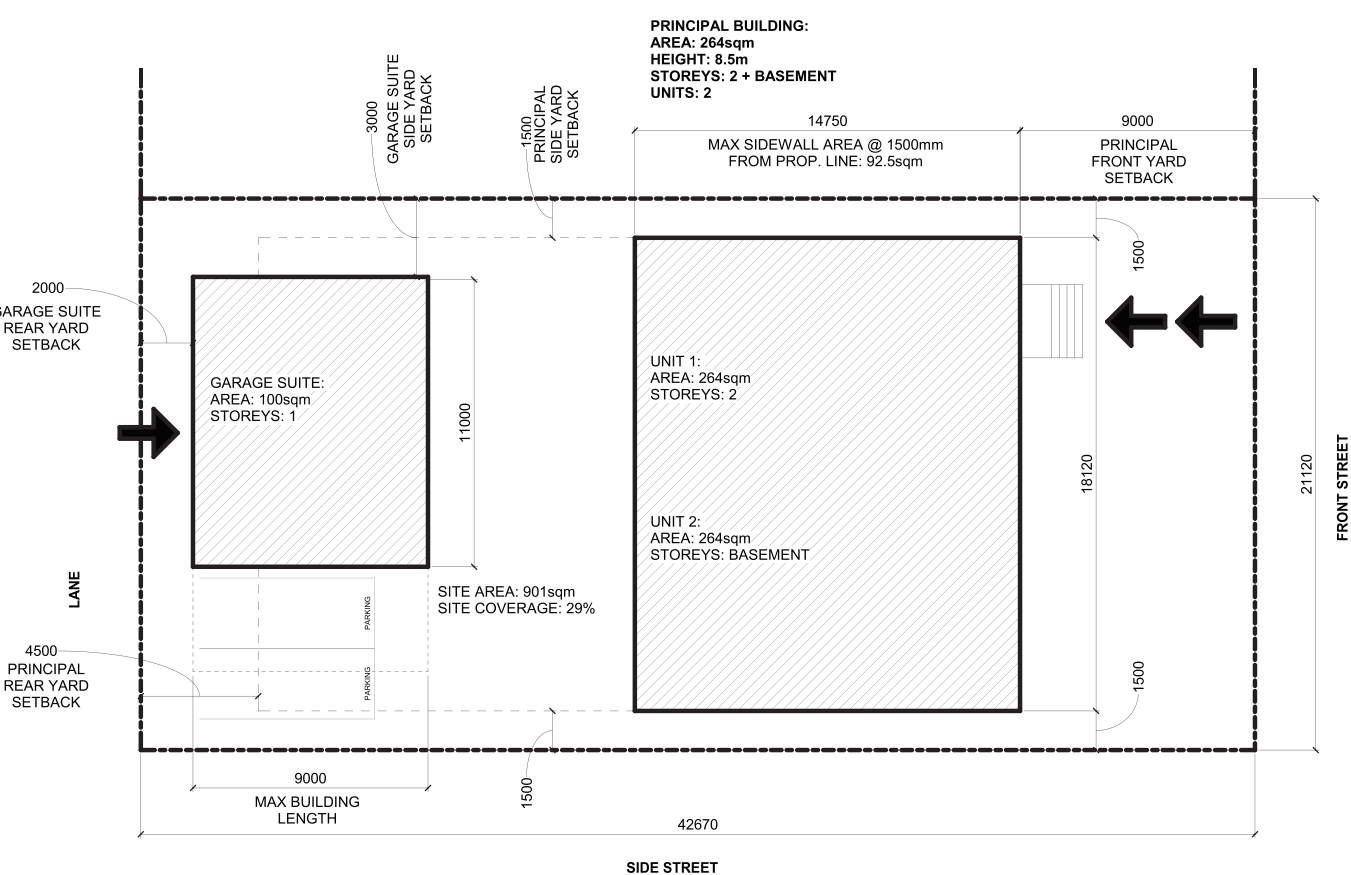 PRINCIPAL BUILDING:
AREA: 264sqm
HEIGHT: 8.5m
STOREYS: 2 + BASEMENT
UNITS: 2
3000
GARAGE SUITE
SIDE YARD
SETBACK
1500
PRINCIPAL
SIDE YARD
SETBACK
14750
MAX SIDEWALL AREA @ 1500mm
FROM PROP. LINE: 92.5sqm
9000
PRINCIPAL
FRONT YARD
SETBACK
1500
2000
GARAGE SUITE
REAR YARD
SETBACK
GARAGE SUITE:
AREA: 100sqm
STOREYS: 1
11000
UNIT 1:
AREA: 264sqm
STOREYS: 2
UNIT 2:
AREA: 264sqm
STOREYS: BASEMENT
18120
21120
FRONT STREET
LANE
SITE AREA: 901sqm
SITE COVERAGE: 29%
PARKING
PARKING
4500
PRINCIPAL
REAR YARD
SETBACK
1500
1500
9000
MAX BUILDING
LENGTH
42670
SIDE STREET